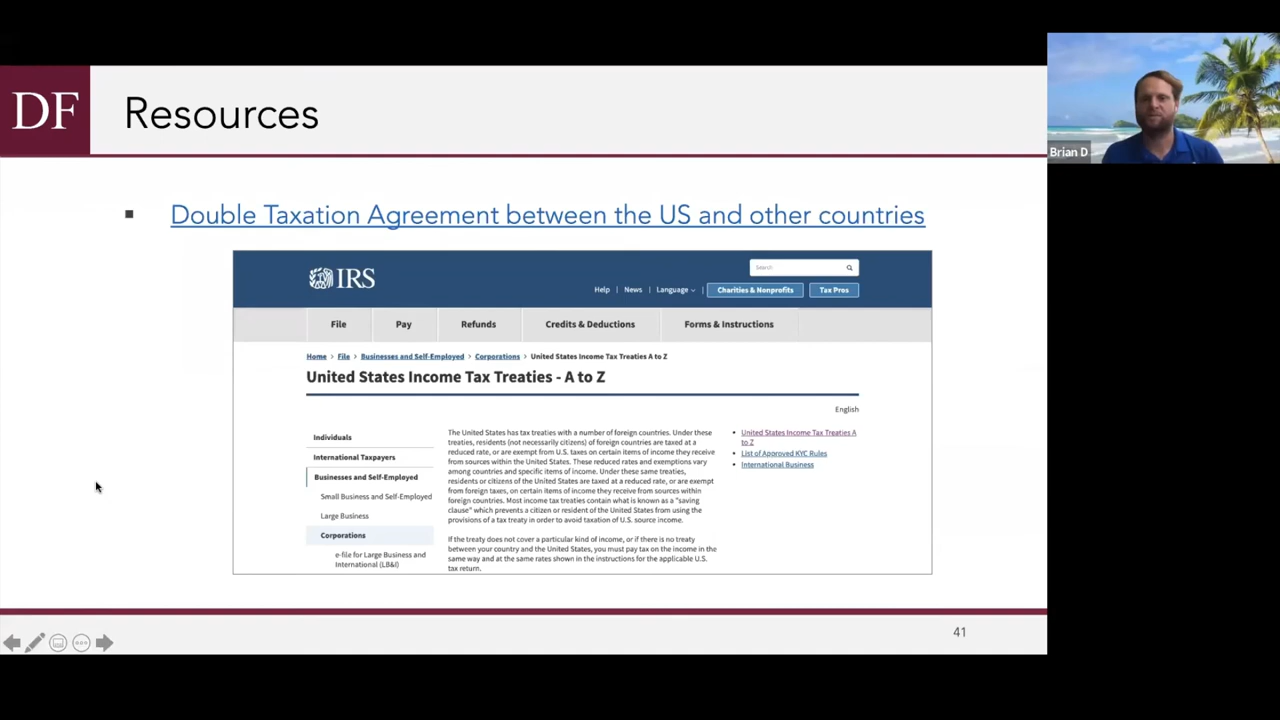 DF
Resources
Brian D
▪ Double Taxation Agreement between the US and other countries
IRS
Search
Help | News | Language | Charities & Nonprofits Tax Pros
File Pay Refunds Credits & Deductions Forms & Instructions
Home > File > Businesses and Self-Employed > Corporations > United States Income Tax Treaties A to Z
United States Income Tax Treaties - A to Z
English
Individuals
International Taxpayers
Businesses and Self-Employed
Small Business and Self-Employed
Large Business
Corporations
e-file for Large Business and
International (LB&I)
The United States has tax treaties with a number of foreign countries. Under these
treaties, residents (not necessarily citizens) of foreign countries are taxed at a
reduced rate, or are exempt from U.S. taxes on certain items of income they receive
from sources within the United States. These reduced rates and exemptions vary
among countries and specific items of income. Under these same treaties,
residents or citizens of the United States are taxed at a reduced rate, or are exempt
from foreign taxes, on certain items of income they receive from sources within
foreign countries. Most income tax treaties contain what is known as a "saving
clause" which prevents a citizen or resident of the United States from using the
provisions of a tax treaty in order to avoid taxation of U.S. source income.
If the treaty does not cover a particular kind of income, or if there is no treaty
between your country and the United States, you must pay tax on the income in the
same way and at the same rates shown in the instructions for the applicable U.S.
tax return.
• United States Income Tax Treaties A
to Z
• List of Approved KYC Rules
• International Business
41